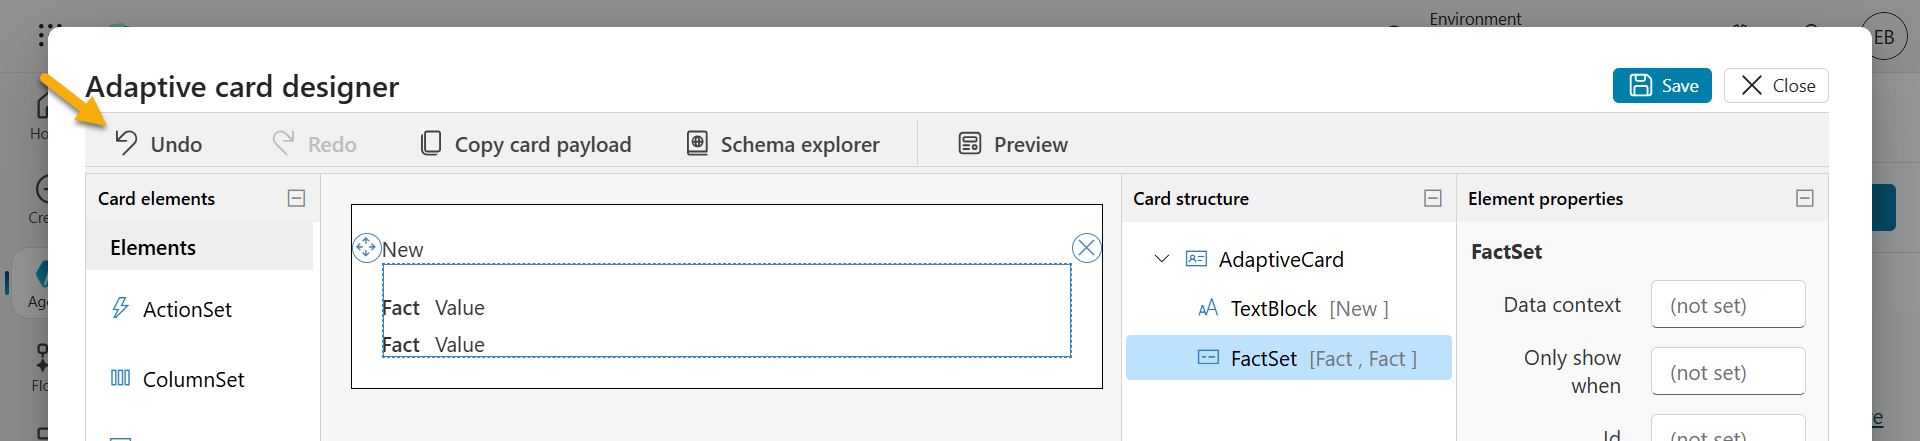 Environment
EB
Adaptive card designer
Save
Close
Undo
Redo
Copy card payload
Schema explorer
Preview
Card elements
Elements
ActionSet
ColumnSet
New
Fact Value
Fact Value
Card structure
AdaptiveCard
TextBlock [New ]
FactSet [Fact , Fact ]
Element properties
FactSet
Data context (not set)
Only show when (not set)
Id (not set)